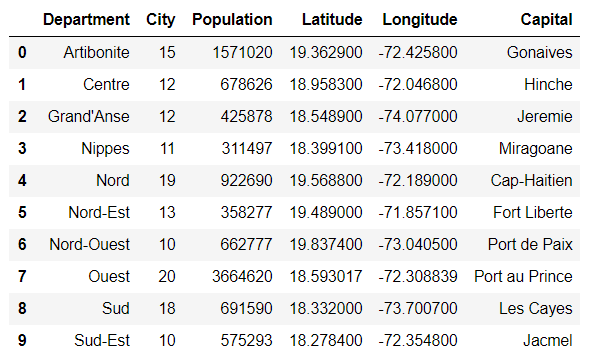 Department City Population Latitude Longitude Capital
0 Artibonite 15 1571020 19.362900 -72.425800 Gonaives
1 Centre 12 678626 18.958300 -72.046800 Hinche
2 Grand'Anse 12 425878 18.548900 -74.077000 Jeremie
3 Nippes 11 311497 18.399100 -73.418000 Miragoane
4 Nord 19 922690 19.568800 -72.189000 Cap-Haitien
5 Nord-Est 13 358277 19.489000 -71.857100 Fort Liberte
6 Nord-Ouest 10 662777 19.837400 -73.040500 Port de Paix
7 Ouest 20 3664620 18.593017 -72.308839 Port au Prince
8 Sud 18 691590 18.332000 -73.700700 Les Cayes
9 Sud-Est 10 575293 18.278400 -72.354800 Jacmel